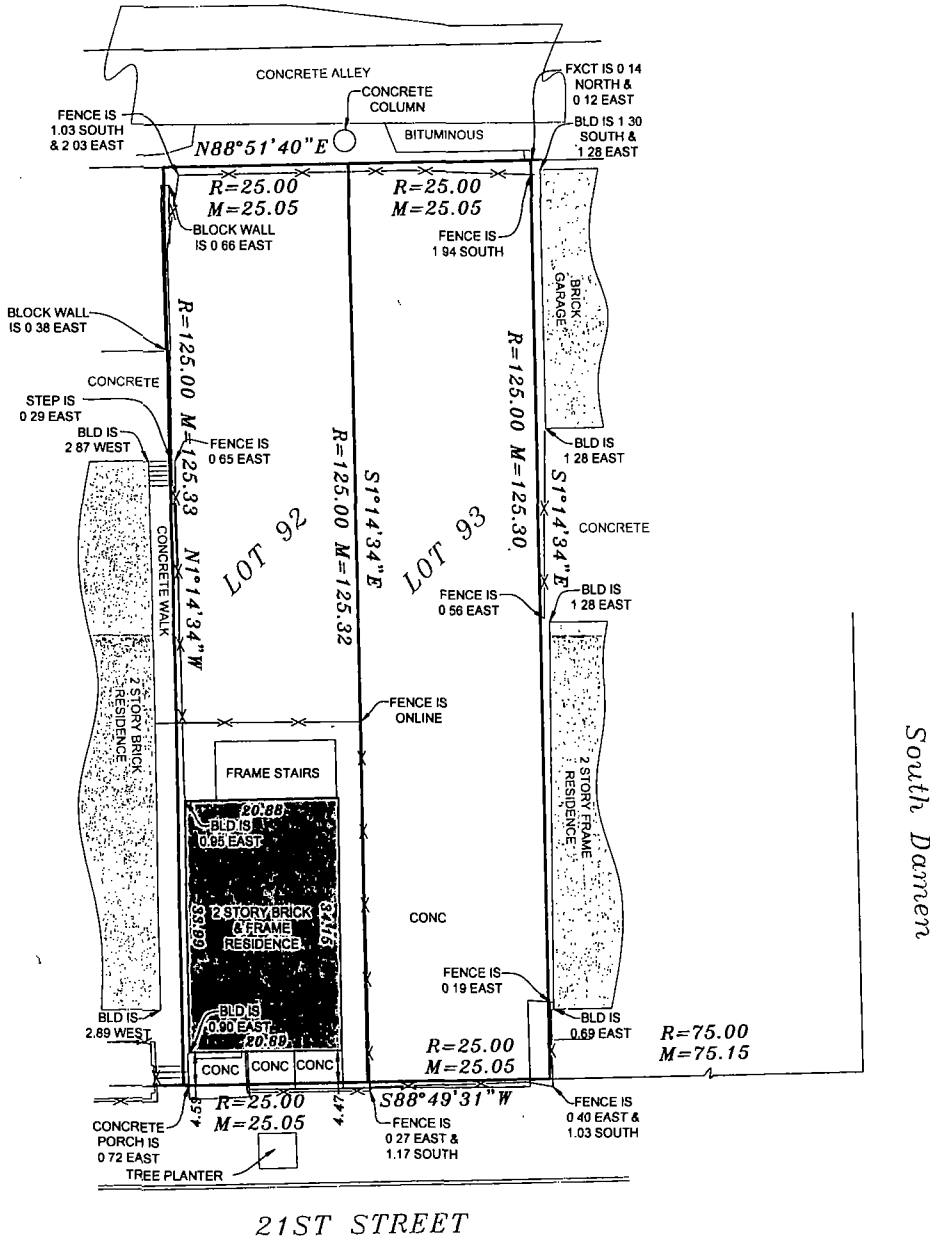 CONCRETE ALLEY
CONCRETE
COLUMN
FXCT IS 0 14
NORTH &
0 12 EAST
FENCE IS
1.03 SOUTH
& 2 03 EAST
BITUMINOUS
BLD IS 1 30
SOUTH &
1 28 EAST
N88°51'40"E
R=25.00
M=25.05
R=25.00
M=25.05
BLOCK WALL
IS 0 66 EAST
FENCE IS
1 94 SOUTH
BRICK
GARAGE
BLOCK WALL
IS 0 38 EAST
R=125.00 M=125.33
R=125.00 M=125.30
CONCRETE
STEP IS
0 29 EAST
BLD IS
2 87 WEST
FENCE IS
0 65 EAST
R=125.00 M=125.32
BLD IS
1 28 EAST
S1°14'34"E
S1°14'34"E
CONCRETE
LOT 92
LOT 93
CONCRETE WALK
N1°14'34"W
FENCE IS
0 56 EAST
BLD IS
1 28 EAST
2 STORY BRICK
RESIDENCE
FENCE IS
ONLINE
2 STORY FRAME
RESIDENCE
South Damen
FRAME STAIRS
20.88
BLD IS
0.95 EAST
33.99
2 STORY BRICK
& FRAME
RESIDENCE
34.15
CONC
FENCE IS
0 19 EAST
BLD IS
2.89 WEST
BLD IS
0.90 EAST
20.89
BLD IS
0.69 EAST
R=25.00
M=25.05
R=75.00
M=75.15
CONC
CONC
CONC
4.53
R=25.00
M=25.05
4.47
S88°49'31"W
CONCRETE
PORCH IS
0 72 EAST
FENCE IS
0 27 EAST &
1.17 SOUTH
FENCE IS
0 40 EAST &
1.03 SOUTH
TREE PLANTER
21ST STREET